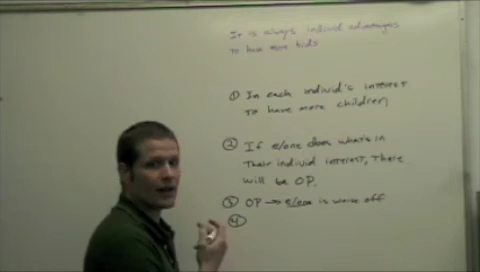 It is always individ advantageous
to have more kids
① In each individ's interest
to have more children
② If e/one does what's in
their individ interest, there
will be OP.
③ OP → e/one is worse off
④